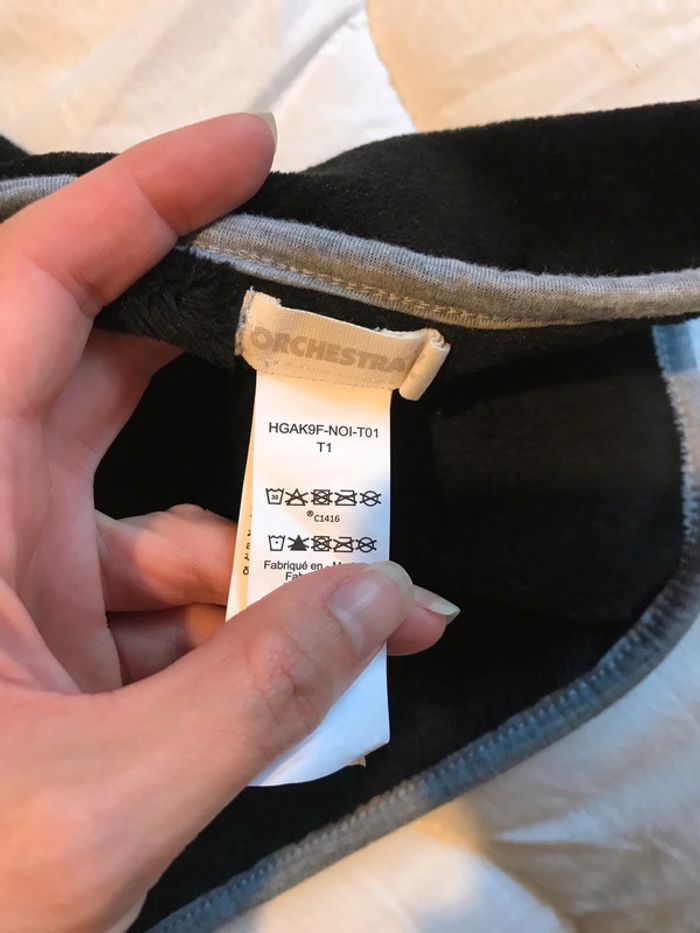 ORCHESTRA
HGAK9F-NOI-T01
T1
30
®C1416
Fabriqué en